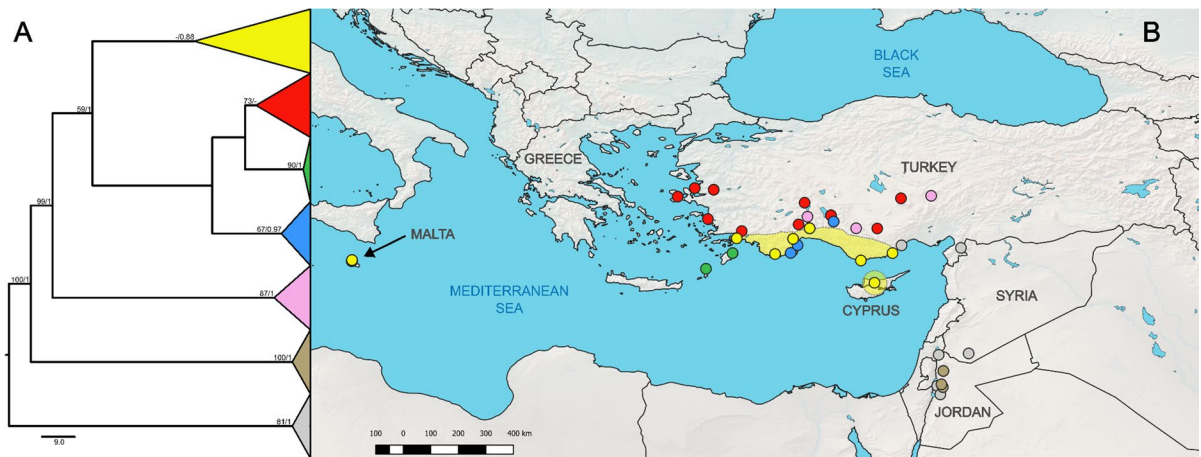 A
B
-/0.88
73/-
59/1
90/1
99/1
67/0.97
100/1
87/1
100/1
81/1
9.0
BLACK
SEA
GREECE
TURKEY
MALTA
MEDITERRANEAN
SEA
CYPRUS
SYRIA
JORDAN
100 0 100 200 300 400 km